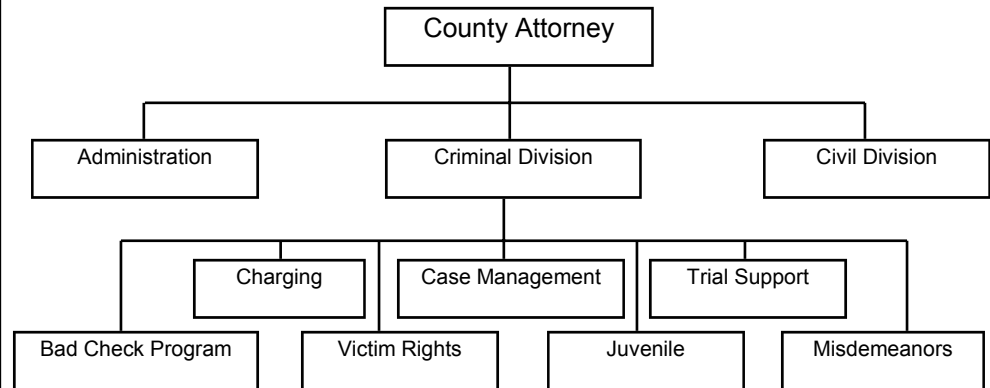 County Attorney
Administration
Criminal Division
Civil Division
Charging
Case Management
Trial Support
Bad Check Program
Victim Rights
Juvenile
Misdemeanors